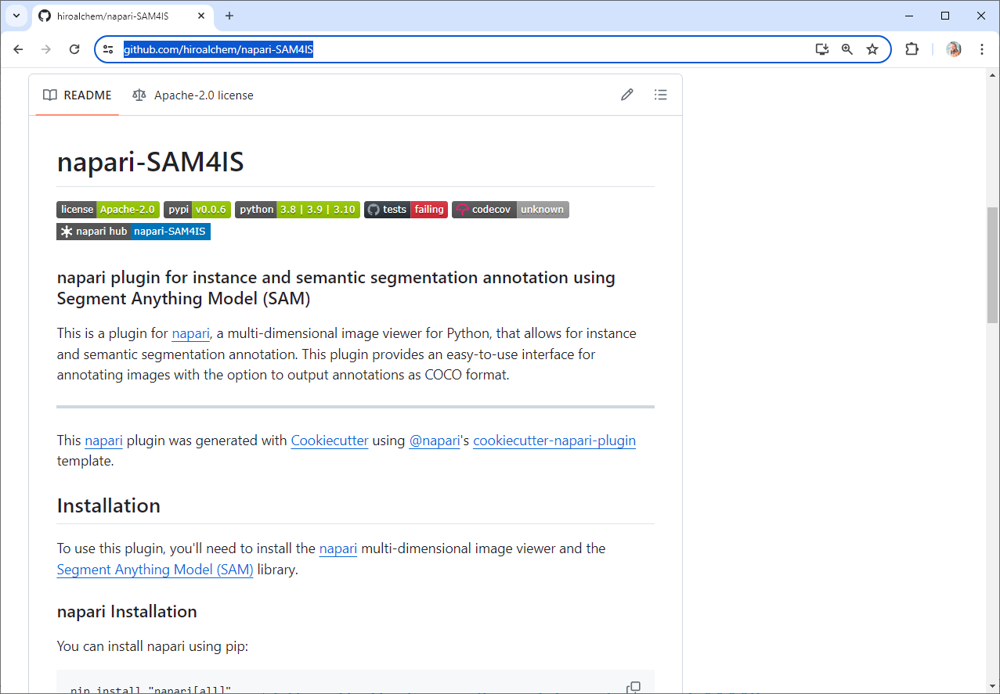 hiroalchem/napari-SAM4IS
github.com/hiroalchem/napari-SAM4IS
README
Apache-2.0 license
napari-SAM4IS
license Apache-2.0 pypi v0.0.6 python 3.8 | 3.9 | 3.10 tests failing codecov unknown
napari hub napari-SAM4IS
napari plugin for instance and semantic segmentation annotation using
Segment Anything Model (SAM)
This is a plugin for napari, a multi-dimensional image viewer for Python, that allows for instance
and semantic segmentation annotation. This plugin provides an easy-to-use interface for
annotating images with the option to output annotations as COCO format.
This napari plugin was generated with Cookiecutter using @napari's cookiecutter-napari-plugin
template.
Installation
To use this plugin, you'll need to install the napari multi-dimensional image viewer and the
Segment Anything Model (SAM) library.
napari Installation
You can install napari using pip:
pip install "napari[all]"